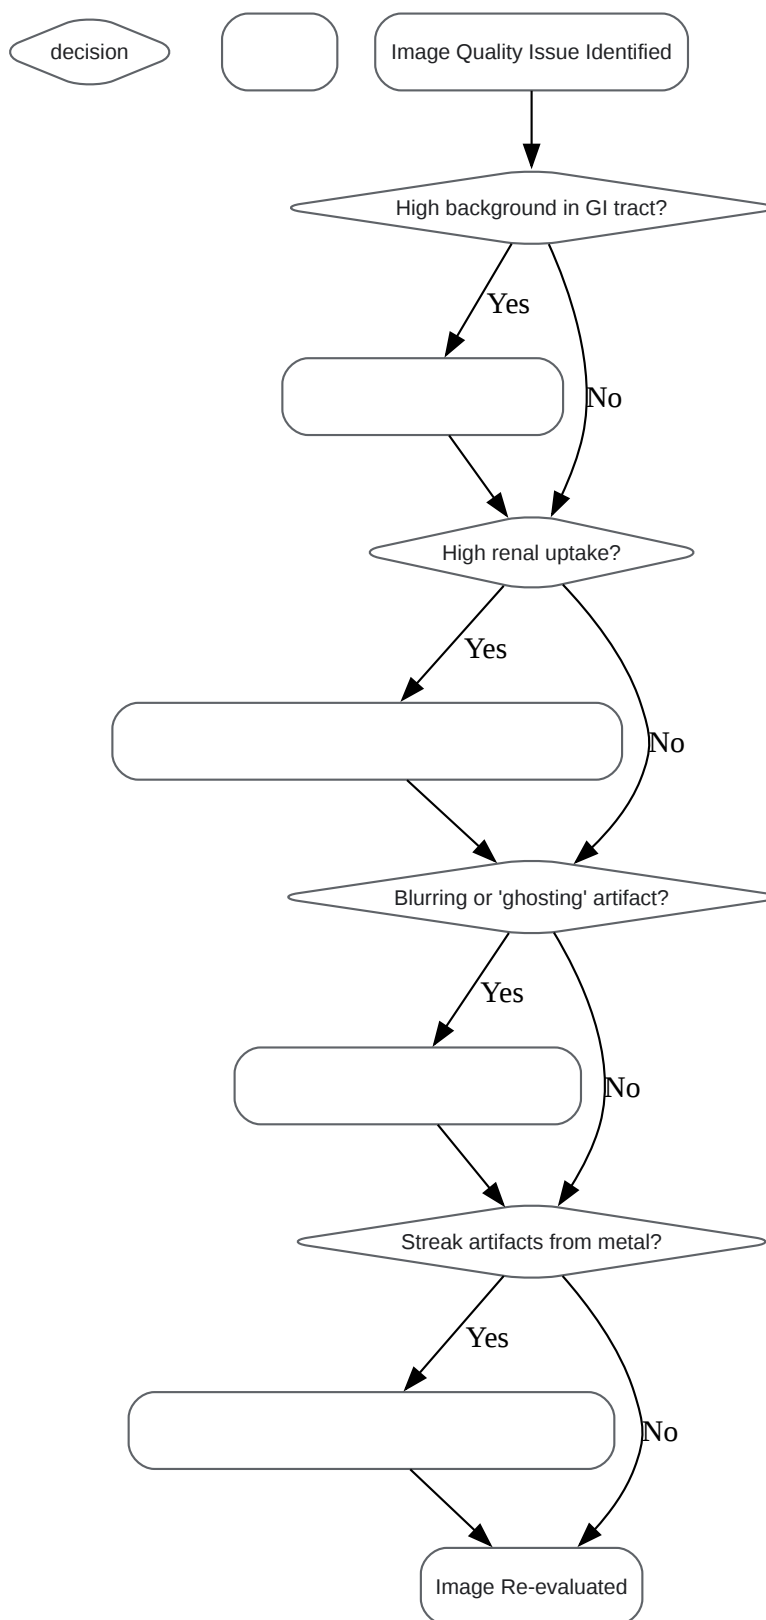 decision
Image Quality Issue Identified
High background in GI tract?
Yes
No
High renal uptake?
Yes
No
Blurring or 'ghosting' artifact?
Yes
No
Streak artifacts from metal?
Yes
No
Image Re-evaluated